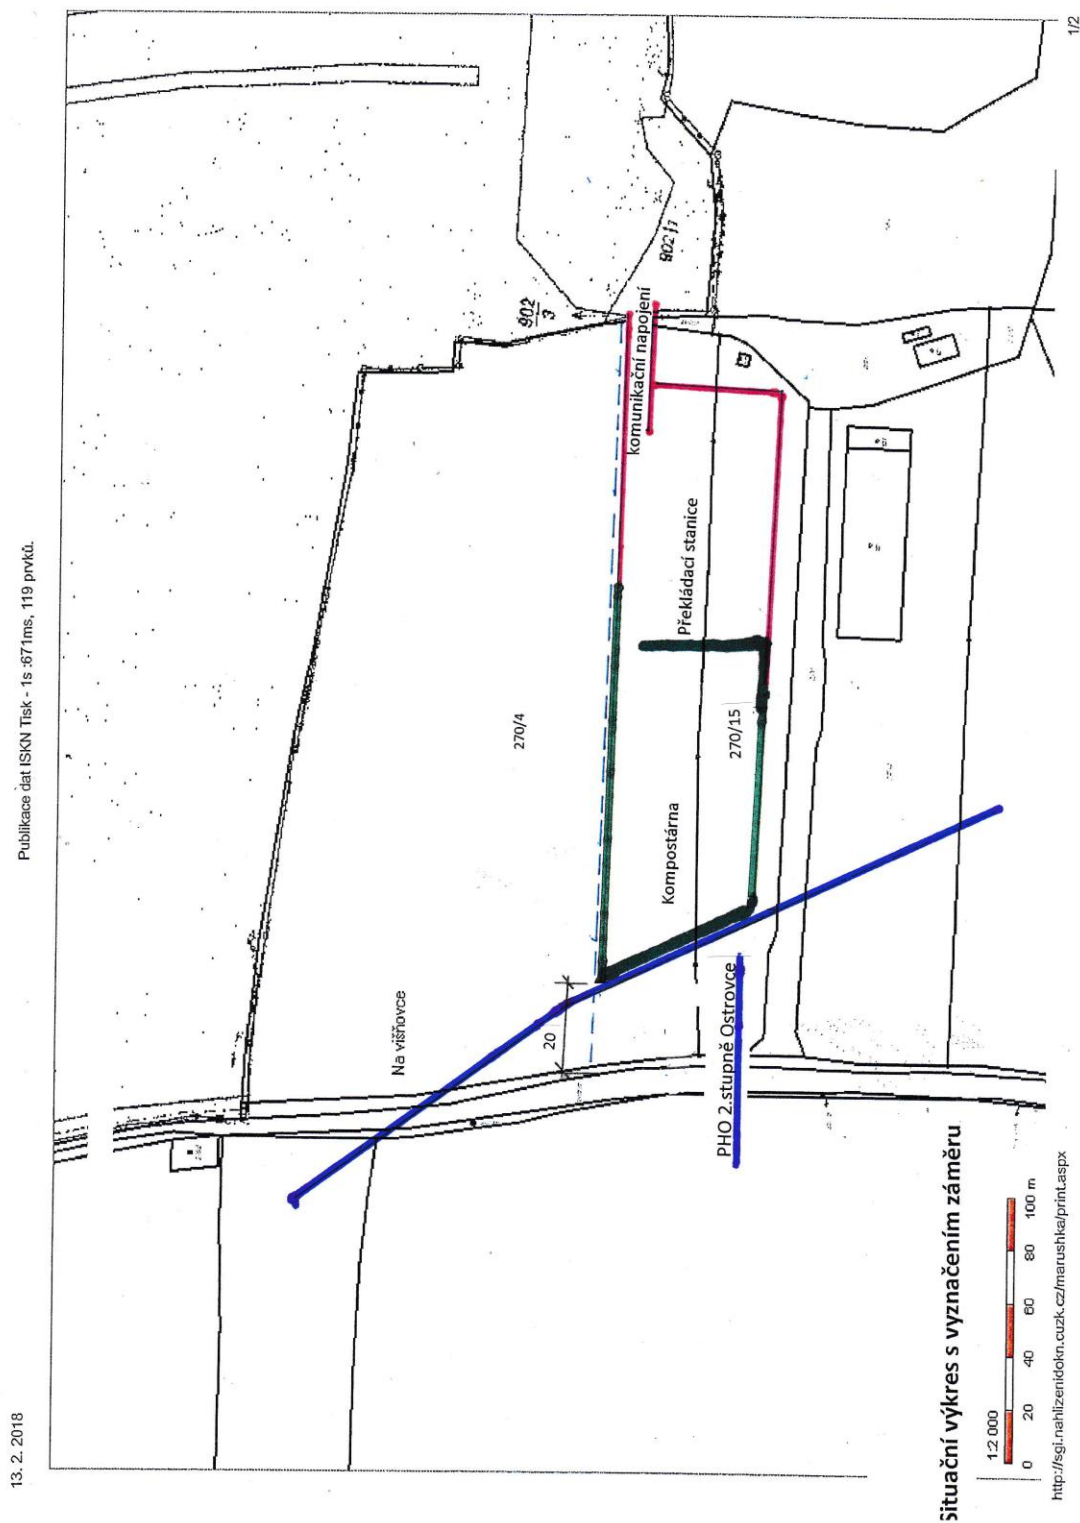 13. 2. 2018
Publikace dat ISKN Tisk - 1s :671ms, 119 prvků.
1/2
902
3
902/7
komunikační napojení
Překládací stanice
270/4
270/15
Kompostárna
Na višňovce
20
PHO 2.stupně Ostrovce
Situační výkres s vyznačením záměru
1:2 000
0 20 40 60 80 100 m
http://sgi.nahlizenidokn.cuzk.cz/marushka/print.aspx